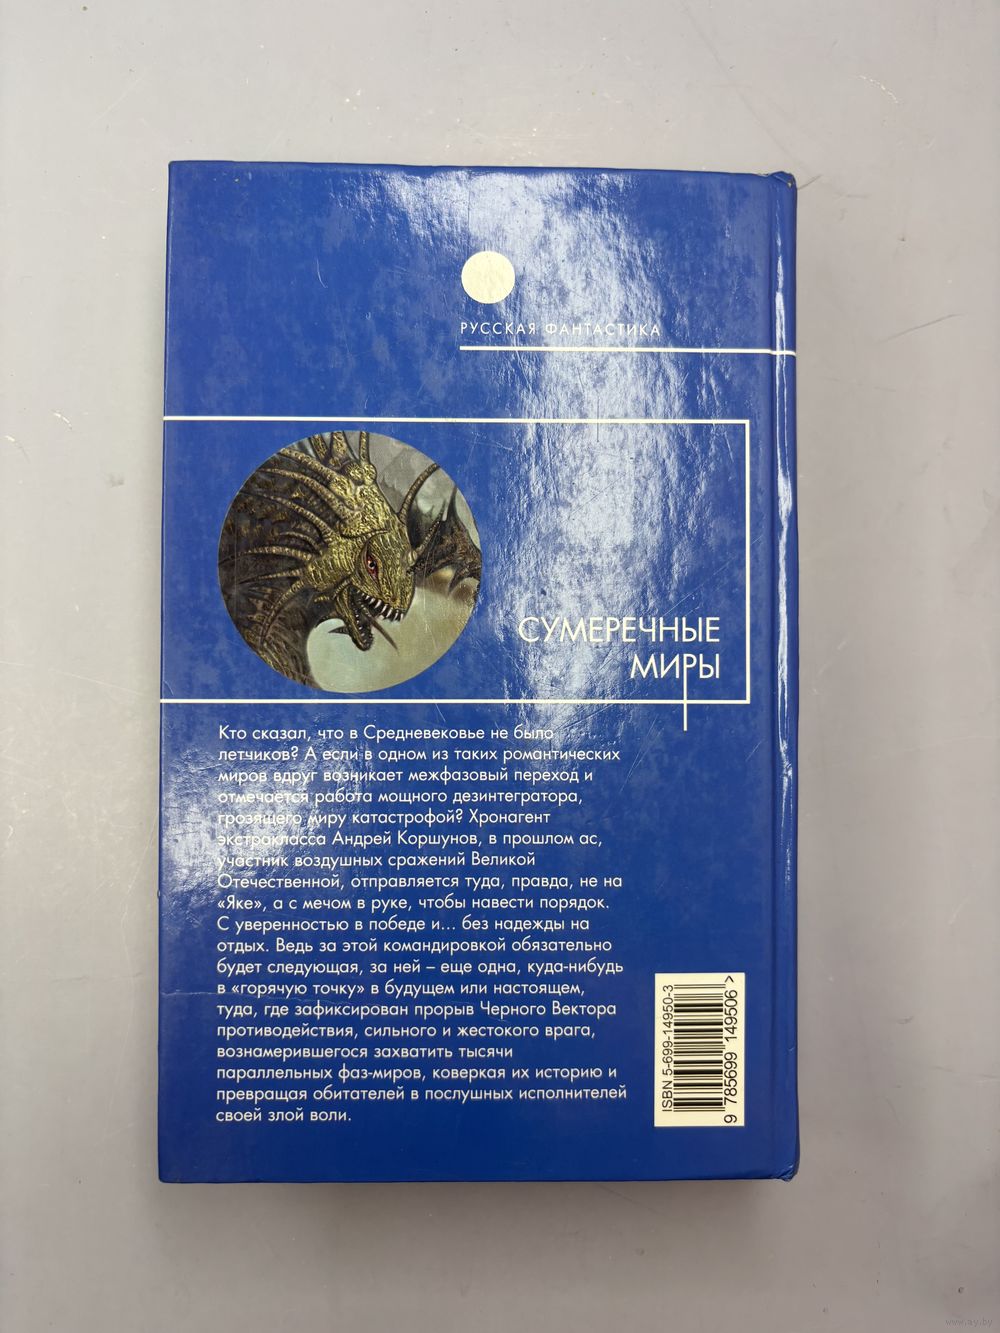 РУССКАЯ ФАНТАСТИКА
СУМЕРЕЧНЫЕ
МИРЫ
Кто сказал, что в Средневековье не было
летчиков? А если в одном из таких романтических
миров вдруг возникает межфазовый переход и
отмечается работа мощного дезинтегратора,
грозящего миру катастрофой? Хронагент
экстракласса Андрей Коршунов, в прошлом ас,
участник воздушных сражений Великой
Отечественной, отправляется туда, правда, не на
«Яке», а с мечом в руке, чтобы навести порядок.
С уверенностью в победе и... без надежды на
отдых. Ведь за этой командировкой обязательно
будет следующая, за ней – еще одна, куда-нибудь
в «горячую точку» в будущем или настоящем,
туда, где зафиксирован прорыв Черного Вектора
противодействия, сильного и жестокого врага,
вознамерившегося захватить тысячи
параллельных фаз-миров, коверкая их историю и
превращая обитателей в послушных исполнителей
своей злой воли.
ISBN 5-699-14950-3
9 785699 149506 >
www.ay.by